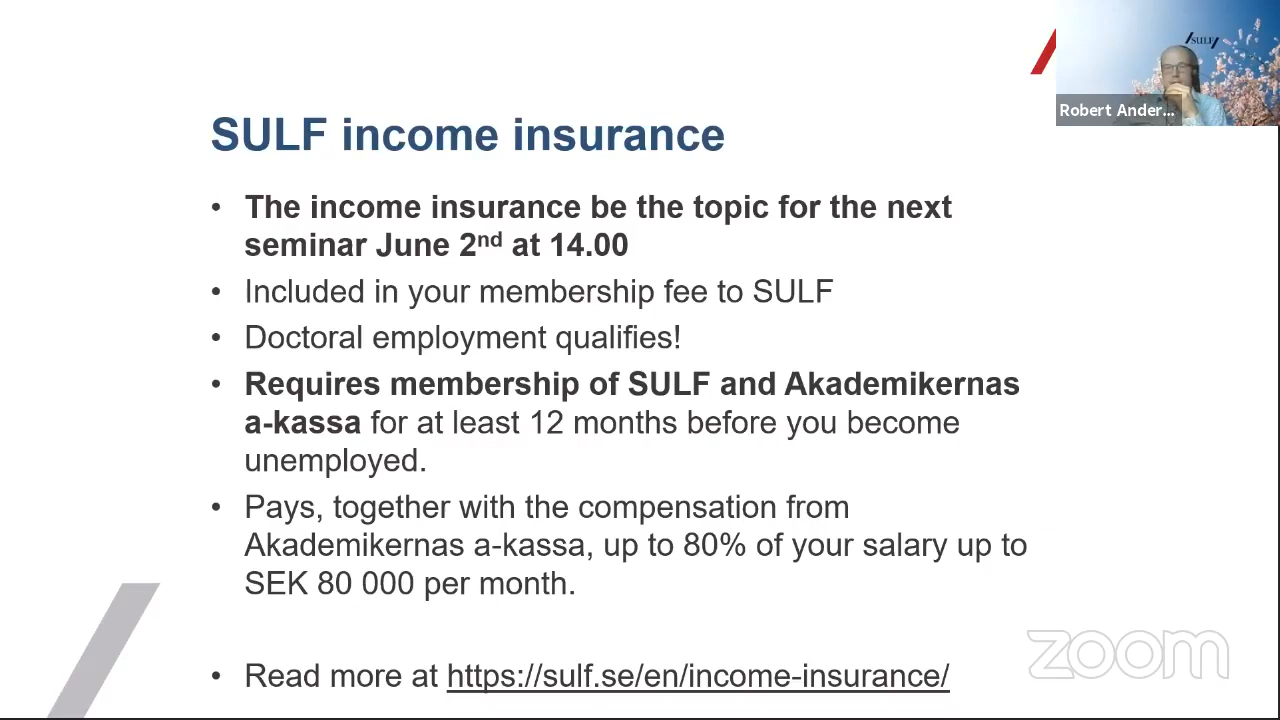 /SULF/
Robert Ander...
SULF income insurance
• The income insurance be the topic for the next
seminar June 2nd at 14.00
• Included in your membership fee to SULF
• Doctoral employment qualifies!
• Requires membership of SULF and Akademikernas
a-kassa for at least 12 months before you become
unemployed.
• Pays, together with the compensation from
Akademikernas a-kassa, up to 80% of your salary up to
SEK 80 000 per month.
• Read more at https://sulf.se/en/income-insurance/
zoom